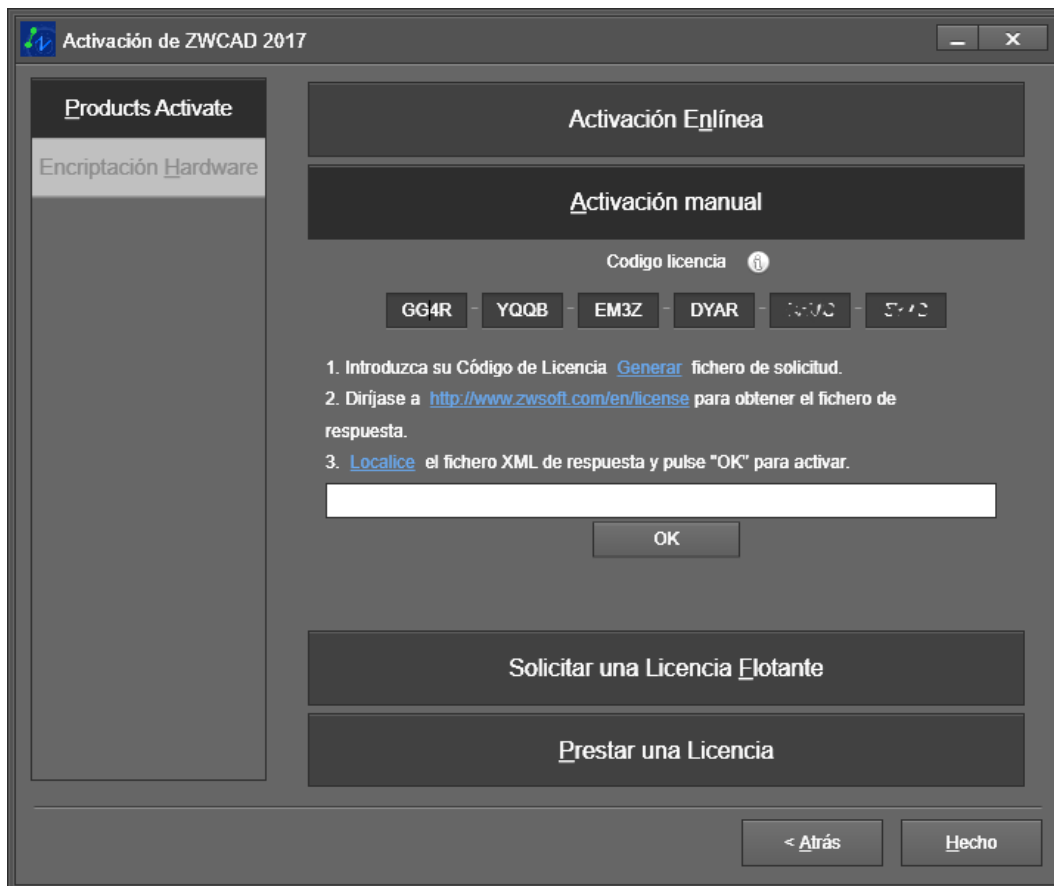 Activación de ZWCAD 2017
Products Activate
Encriptación Hardware
Activación Enlínea
Activación manual
Codigo licencia
GG4R - YQQB - EM3Z - DYAR - -
1. Introduzca su Código de Licencia Generar fichero de solicitud.
2. Diríjase a http://www.zwsoft.com/en/license para obtener el fichero de
respuesta.
3. Localice el fichero XML de respuesta y pulse "OK" para activar.
OK
Solicitar una Licencia Flotante
Prestar una Licencia
< Atrás
Hecho